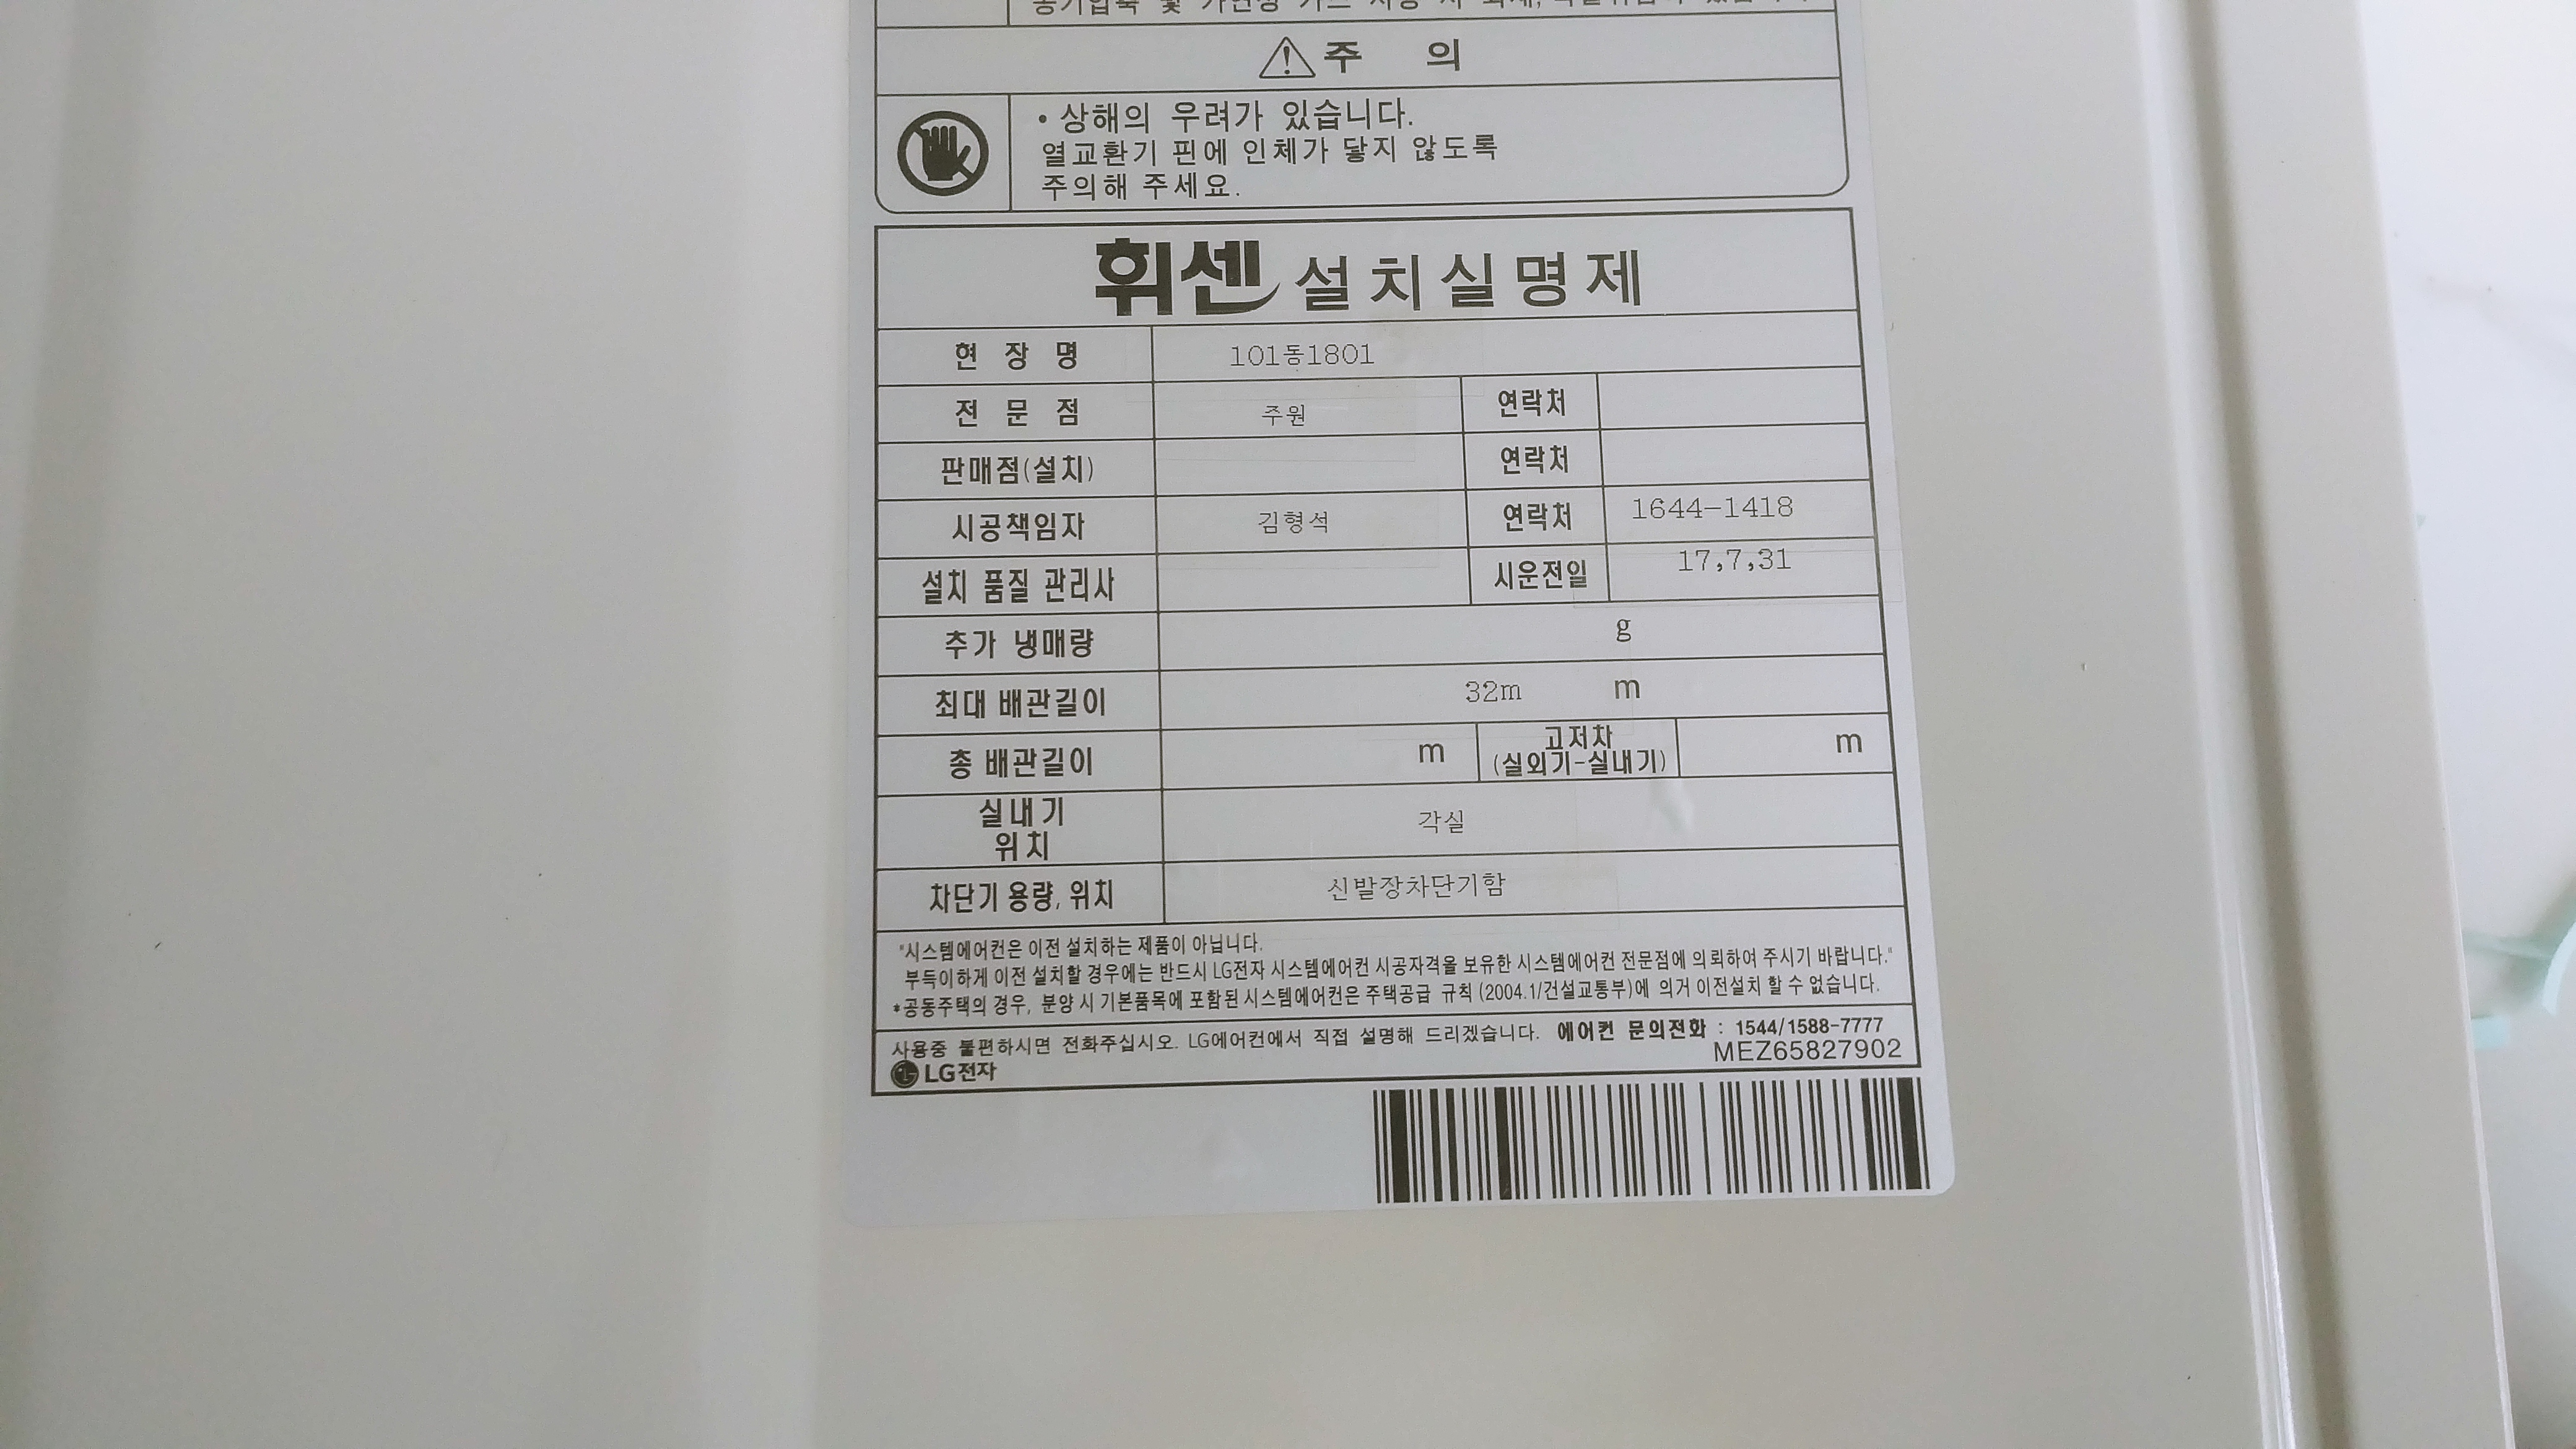 주 의
• 상해의 우려가 있습니다.
열교환기 핀에 인체가 닿지 않도록
주의해 주세요.
휘센 설치실명제
현 장 명 101동1801
전 문 점 주원 연락처
판매점(설치) 연락처
시공책임자 김형석 연락처 1644-1418
설치 품질 관리사 시운전일 17,7,31
추가 냉매량 g
최대 배관길이 32m m
총 배관길이 m 고저차 (실외기-실내기) m
실내기
위치 각실
차단기 용량, 위치 신발장차단기함
"시스템에어컨은 이전 설치하는 제품이 아닙니다.
부득이하게 이전 설치할 경우에는 반드시 LG전자 시스템에어컨 시공자격을 보유한 시스템에어컨 전문점에 의뢰하여 주시기 바랍니다."
*공동주택의 경우, 분양 시 기본품목에 포함된 시스템에어컨은 주택공급 규칙 (2004.1/건설교통부)에 의거 이전설치 할 수 없습니다.
사용중 불편하시면 전화주십시오. LG에어컨에서 직접 설명해 드리겠습니다. 에어컨 문의전화 : 1544/1588-7777
LG전자 MEZ65827902